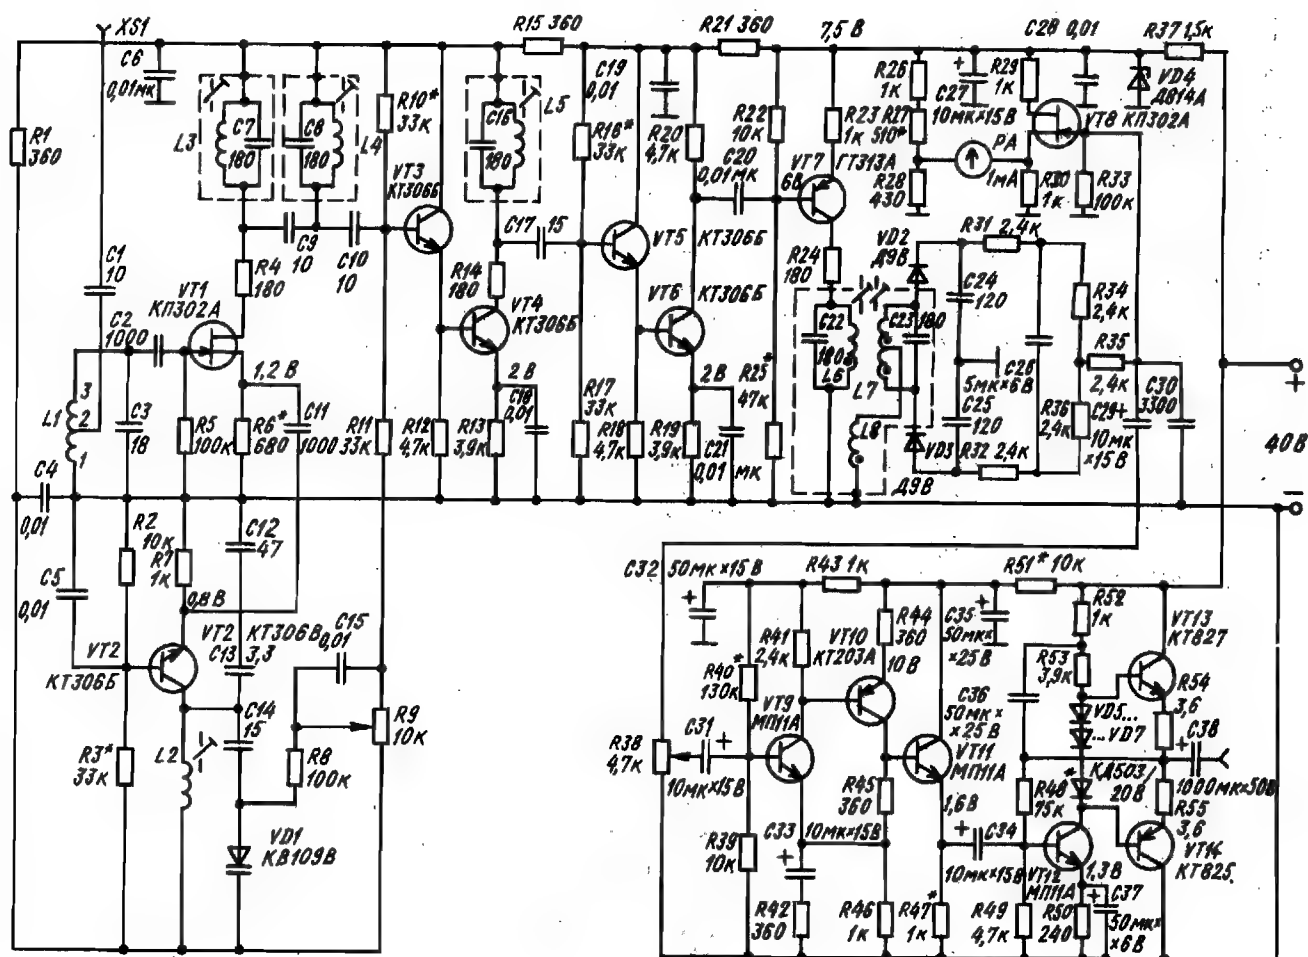 XS1
C6
0,01мк
R1
360
L3
C7
180
C8
180
L4
R10*
33к
R15 360
C16
180
L5
C19
0,01
R16*
33к
R20
4,7к
R21 360
R22
10к
C20
0,01мк
7,5 В
R23
1к
VT7
ГТ313А
6В
R26
1к
R17
510*
R28
430
C27
10мк×15В
R29
1к
C28 0,01
VD4
Д814А
R37 1,5к
VT8 КП302А
РА
1мА
R30
1к
R33
100к
C1
10
C2
1000
VT1
КП302А
R4
180
C9
10
C10
10
VT3
КТ306Б
R14
180
C17 15
VT4
КТ306Б
VT5
КТ306Б
VT6
КТ306Б
R24
180
VD2
Д9В
R31 2,4к
C24
120
R34
2,4к
R35
2,4к
L1
3
2
1
C3
18
R5
100к
1,2 В
R6*
680
C11
1000
R11
33к
R12
4,7к
R13
3,9к
2В
C18
0,01
R17
33к
R18
4,7к
R19
3,9к
2В
C21
0,01 мк
R25*
47к
C22
180
L6
L7
C23 180
L8
VD3
Д9В
C26
5мк×6В
C25
120
R32 2,4к
R36
2,4к
C29+
10мк
×15В
C30
3300
+
40В
–
C4
0,01
C5
0,01
R2
10к
R7
1к
C12
47
0,8В
VT2
КТ306Б
VT2
КТ306В
C13
3,3
C15
0,01
C14
15
R3*
33к
L2
R8
100к
R9
10к
VD1
КВ109В
C32 50мк×15В
R43 1к
R51* 10к
R41
2,4к
R40*
130к
VT10
КТ203А
R44
360
10В
C35
50мк×
×25В
R52
1к
R53
3,9к
VT13
КТ827
R54
3,6
VT9
МП11А
C36
50мк×
×25В
VD5...
...VD7
C38
1000мк×50В
R38
4,7к
C31
10мк×15В
VT11
МП11А
R45
360
1,6В
R48*
75к
КД503
20В
R55
3,6
VT14
КТ825
R39
10к
C33
10мк×15В
C34
10мк×15В
VT12
МП11А
1,3В
C37
50мк×
×6В
R42
360
R46
1к
R47*
1к
R49
4,7к
R50
240